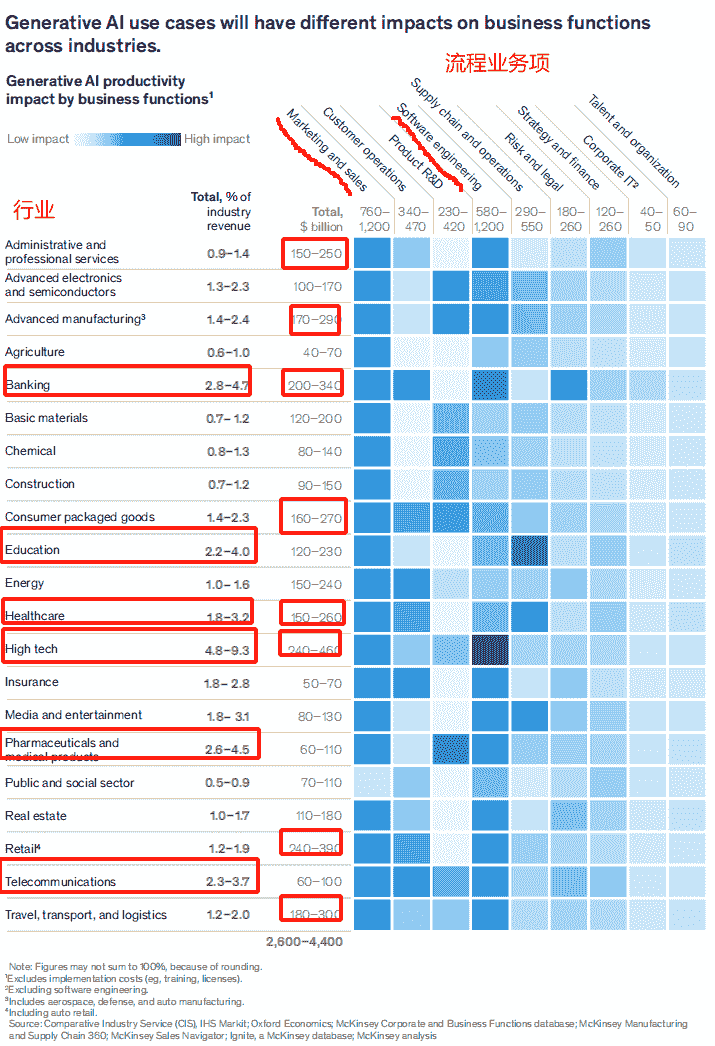 Generative AI use cases will have different impacts on business functions
across industries.
流程业务项
Generative AI productivity
impact by business functions¹
Low impact
High impact
Marketing and sales
Customer operations
Product R&D
Software engineering
Supply chain and operations
Risk and legal
Strategy and finance
Corporate IT²
Talent and organization
行业
Total, % of
industry
revenue
Total,
$ billion
760–1,200
340–470
230–420
580–1,200
290–550
180–260
120–260
40–50
60–90
Administrative and
professional services 0.9–1.4 150–250
Advanced electronics
and semiconductors 1.3–2.3 100–170
Advanced manufacturing³ 1.4–2.4 170–290
Agriculture 0.6–1.0 40–70
Banking 2.8–4.7 200–340
Basic materials 0.7–1.2 120–200
Chemical 0.8–1.3 80–140
Construction 0.7–1.2 90–150
Consumer packaged goods 1.4–2.3 160–270
Education 2.2–4.0 120–230
Energy 1.0–1.6 150–240
Healthcare 1.8–3.2 150–260
High tech 4.8–9.3 240–460
Insurance 1.8–2.8 50–70
Media and entertainment 1.8–3.1 80–130
Pharmaceuticals and
medical products 2.6–4.5 60–110
Public and social sector 0.5–0.9 70–110
Real estate 1.0–1.7 110–180
Retail⁴ 1.2–1.9 240–390
Telecommunications 2.3–3.7 60–100
Travel, transport, and logistics 1.2–2.0 180–300
2,600–4,400
Note: Figures may not sum to 100%, because of rounding.
¹Excludes implementation costs (eg, training, licenses).
²Excluding software engineering.
³Includes aerospace, defense, and auto manufacturing.
⁴Including auto retail.
Source: Comparative Industry Service (CIS), IHS Markit; Oxford Economics; McKinsey Corporate and Business Functions database; McKinsey Manufacturing
and Supply Chain 360; McKinsey Sales Navigator; Ignite, a McKinsey database; McKinsey analysis